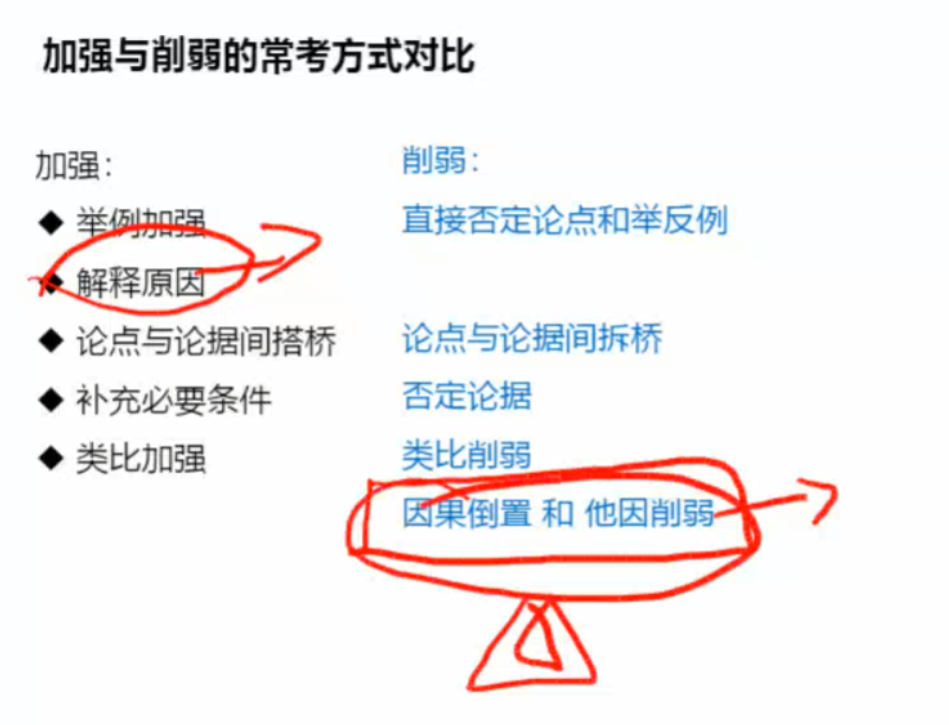 加强与削弱的常考方式对比
加强：
◆ 举例加强
◆ 解释原因
◆ 论点与论据间搭桥
◆ 补充必要条件
◆ 类比加强
削弱：
直接否定论点和举反例
论点与论据间拆桥
否定论据
类比削弱
因果倒置 和 他因削弱